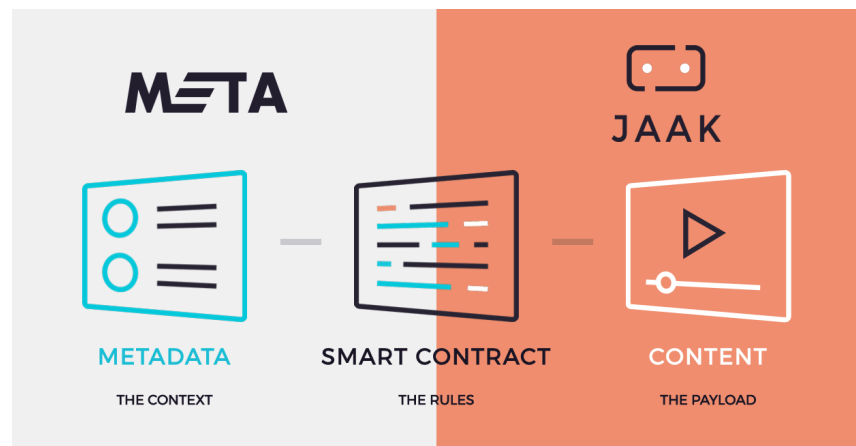 META
JAAK
METADATA
SMART CONTRACT
CONTENT
THE CONTEXT
THE RULES
THE PAYLOAD